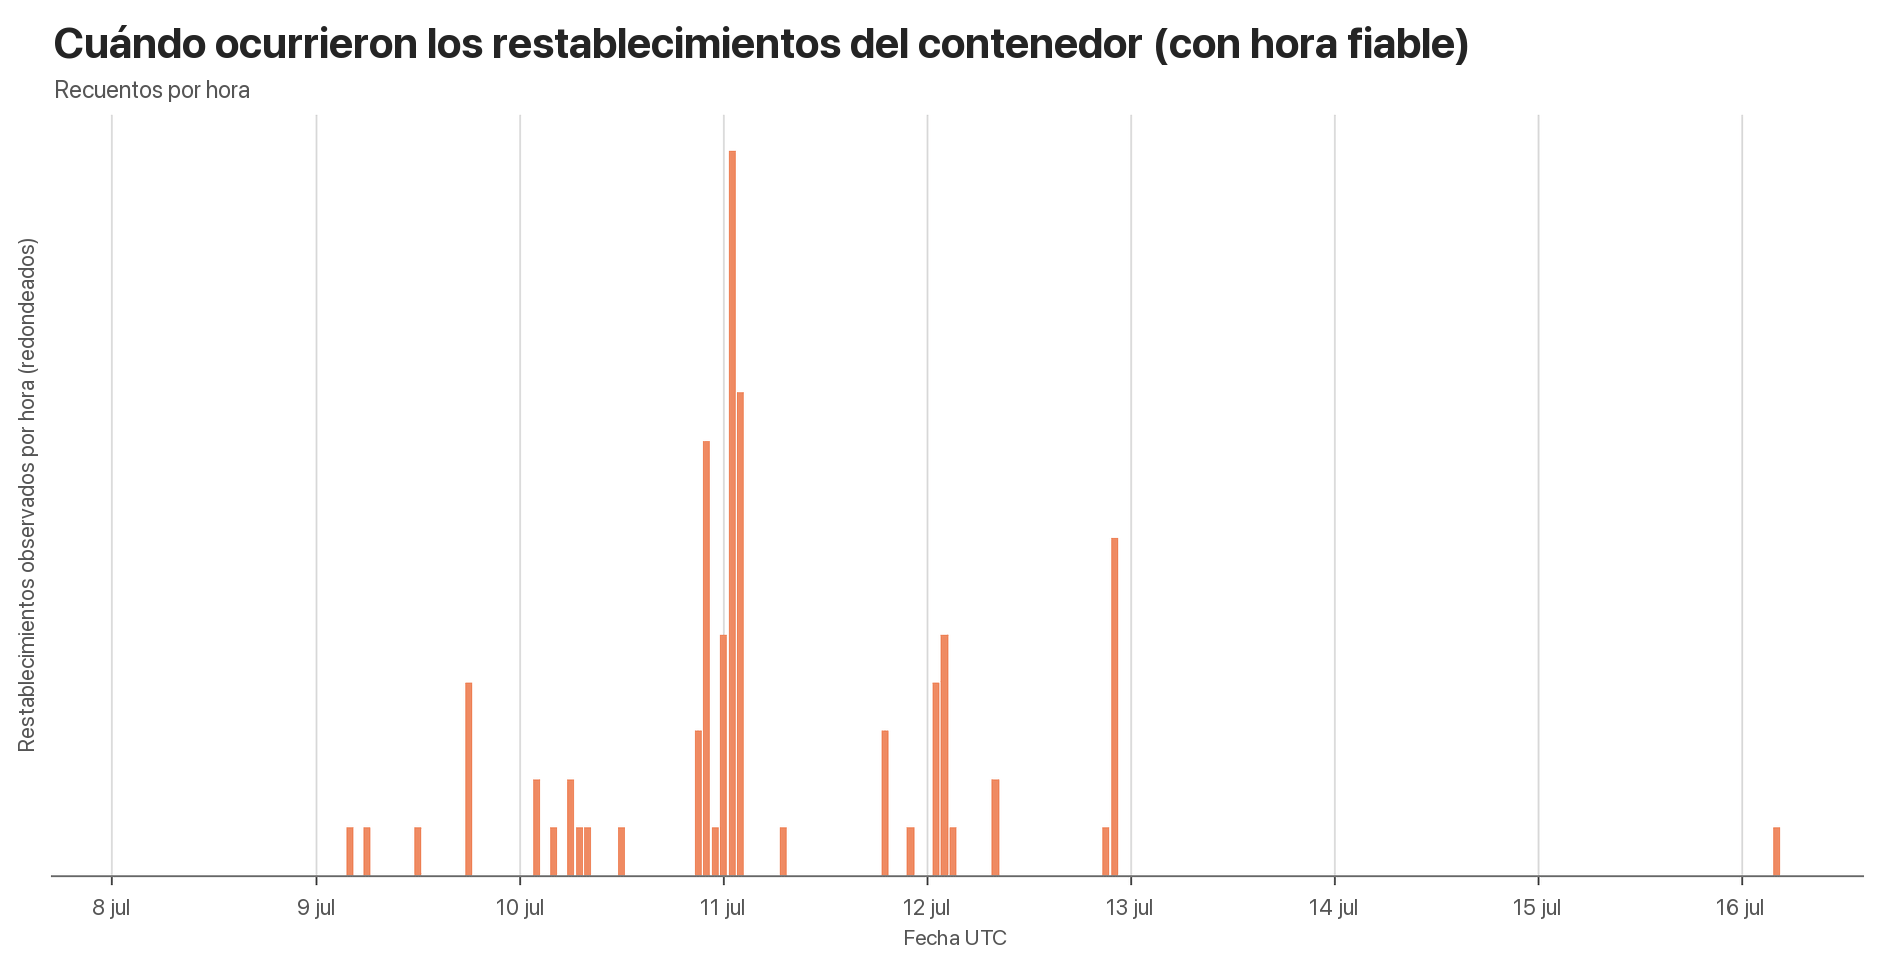 Cuándo ocurrieron los restablecimientos del contenedor (con hora fiable)
Recuentos por hora
Restablecimientos observados por hora (redondeados)
8 jul
9 jul
10 jul
11 jul
12 jul
13 jul
14 jul
15 jul
16 jul
Fecha UTC